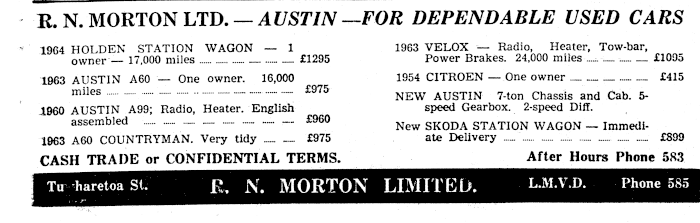 R. N. MORTON LTD. — AUSTIN — FOR DEPENDABLE USED CARS
1964 HOLDEN STATION WAGON — 1
owner — 17,000 miles £1295
1963 AUSTIN A60 — One owner. 16,000
miles £975
1960 AUSTIN A99; Radio, Heater. English
assembled £960
1963 A60 COUNTRYMAN. Very tidy £975
1963 VELOX — Radio, Heater, Tow-bar,
Power Brakes. 24,000 miles £1095
1954 CITROEN — One owner £415
NEW AUSTIN 7-ton Chassis and Cab. 5-
speed Gearbox. 2-speed Diff.
New SKODA STATION WAGON — Immedi-
ate Delivery £899
CASH TRADE or CONFIDENTIAL TERMS. After Hours Phone 583
St. R. N. MORTON LIMITED. L.M.V.D. Phone 585